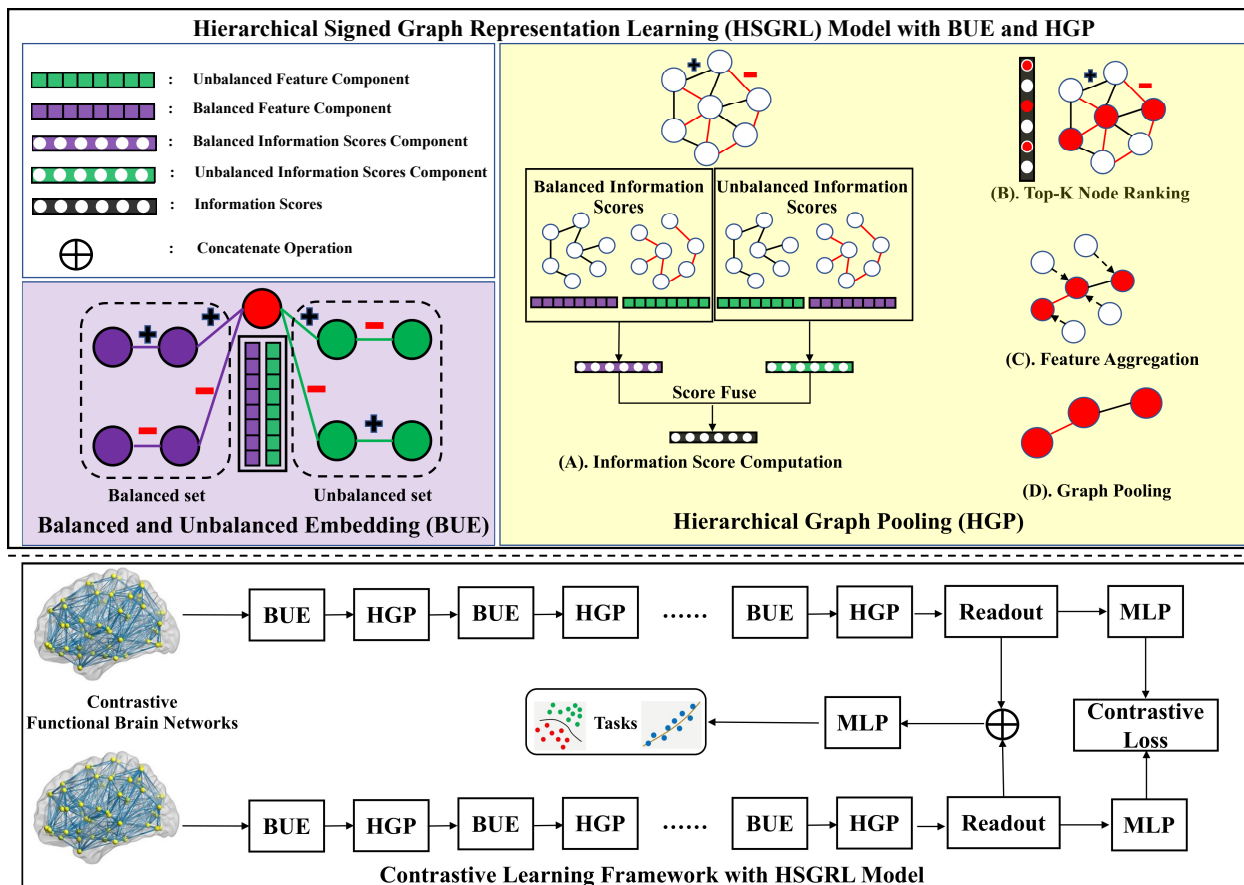 Hierarchical Signed Graph Representation Learning (HSGRL) Model with BUE and HGP
: Unbalanced Feature Component
: Balanced Feature Component
: Balanced Information Scores Component
: Unbalanced Information Scores Component
: Information Scores
: Concatenate Operation
Balanced set
Unbalanced set
Balanced and Unbalanced Embedding (BUE)
Balanced Information
Scores
Unbalanced Information
Scores
Score Fuse
(A). Information Score Computation
(B). Top-K Node Ranking
(C). Feature Aggregation
(D). Graph Pooling
Hierarchical Graph Pooling (HGP)
BUE HGP BUE HGP ...... BUE HGP Readout MLP
Contrastive
Functional Brain Networks
Tasks
MLP
Contrastive
Loss
BUE HGP BUE HGP ...... BUE HGP Readout MLP
Contrastive Learning Framework with HSGRL Model